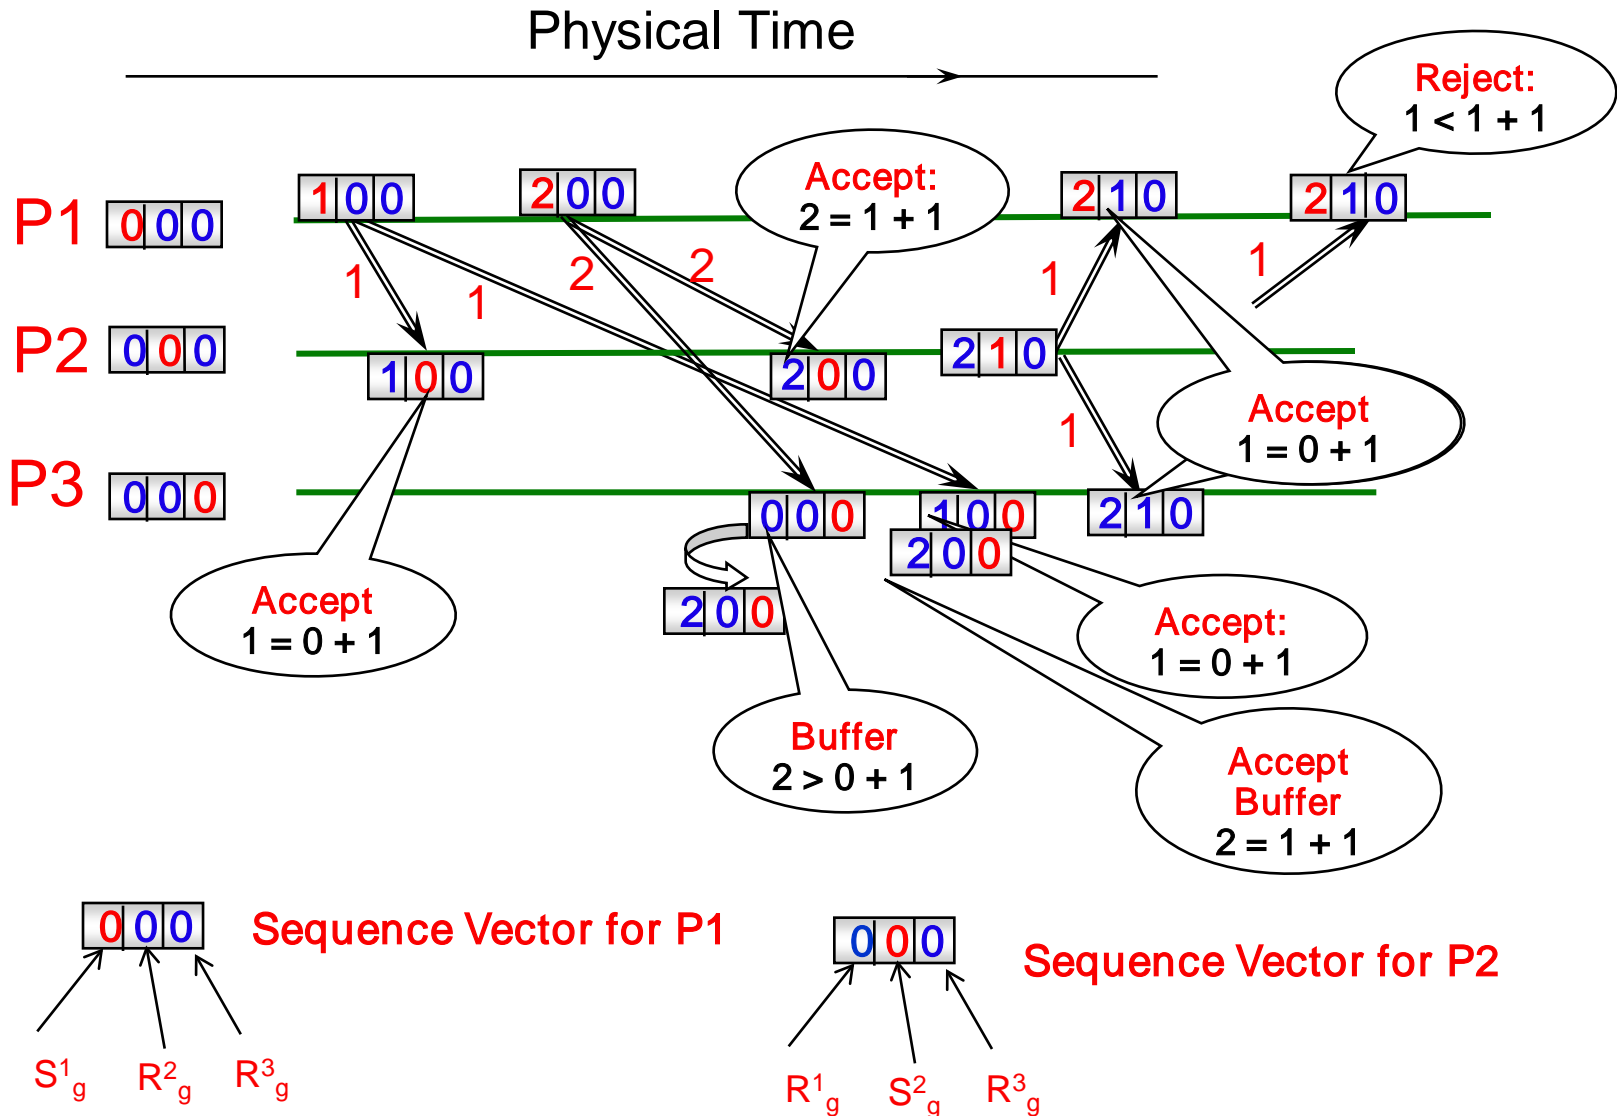 Physical Time
Reject:
1 < 1 + 1
Accept:
2 = 1 + 1
P1
0 0 0
1 0 0
2 0 0
2 1 0
2 1 0
1
1
2
2
1
1
P2
0 0 0
1 0 0
2 0 0
2 1 0
1
Accept
1 = 0 + 1
P3
0 0 0
0 0 0
1 0 0
2 1 0
2 0 0
2 0 0
Accept
1 = 0 + 1
Accept:
1 = 0 + 1
Buffer
2 > 0 + 1
Accept
Buffer
2 = 1 + 1
0 0 0
Sequence Vector for P1
S1g
R2g
R3g
0 0 0
Sequence Vector for P2
R1g
S2g
R3g